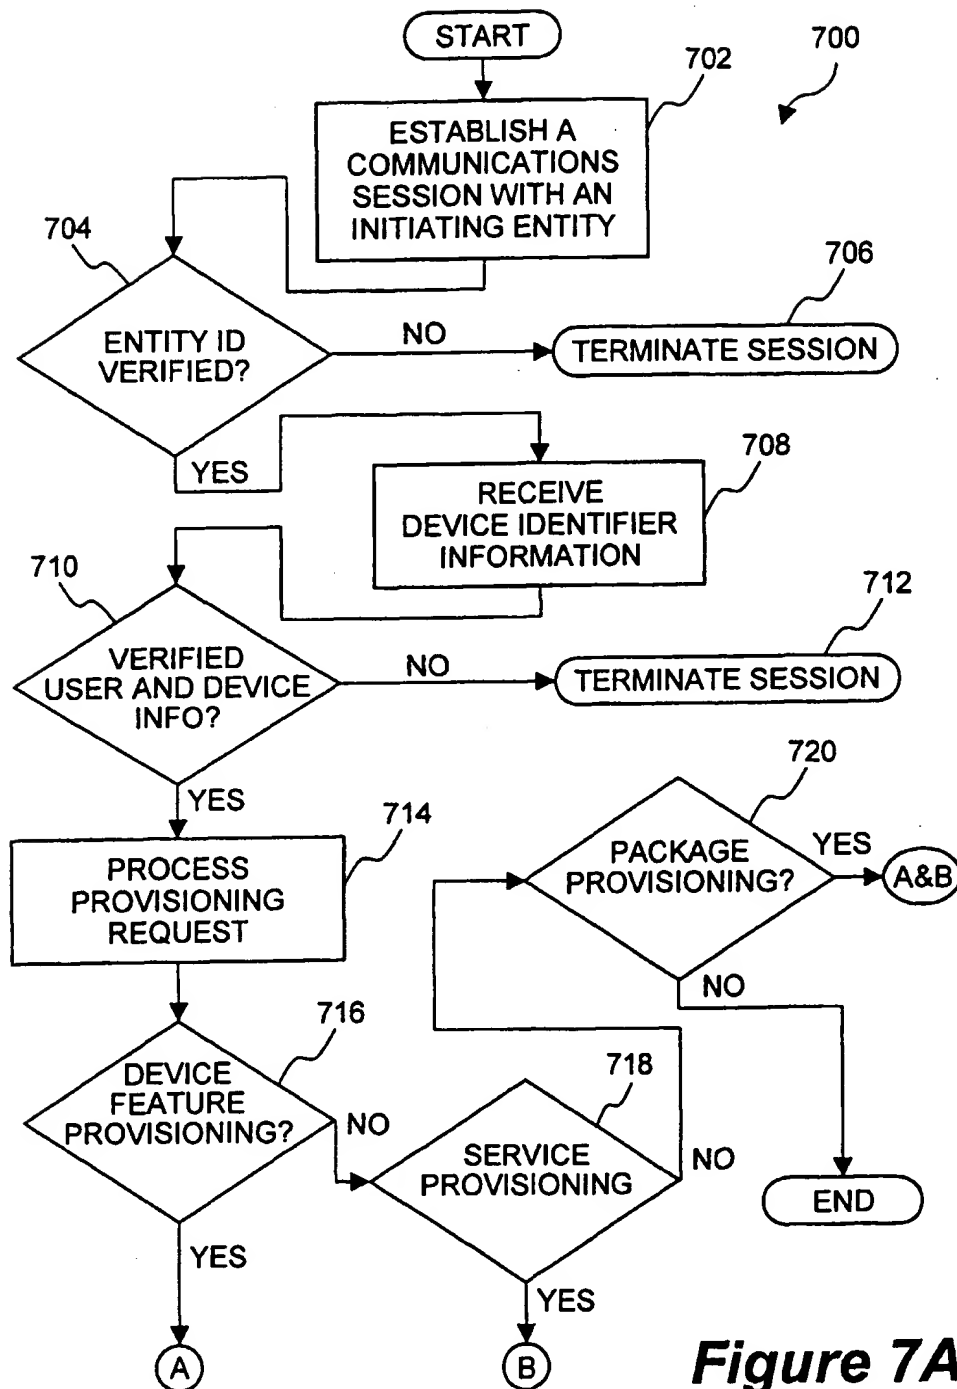 START
700
702
ESTABLISH A
COMMUNICATIONS
SESSION WITH AN
INITIATING ENTITY
704
706
ENTITY ID
VERIFIED?
NO
TERMINATE SESSION
YES
708
RECEIVE
DEVICE IDENTIFIER
INFORMATION
710
712
VERIFIED
USER AND DEVICE
INFO?
NO
TERMINATE SESSION
YES
714
PROCESS
PROVISIONING
REQUEST
720
PACKAGE
PROVISIONING?
YES
A&B
NO
716
DEVICE
FEATURE
PROVISIONING?
NO
718
SERVICE
PROVISIONING
NO
END
YES
YES
A
B
Figure 7A